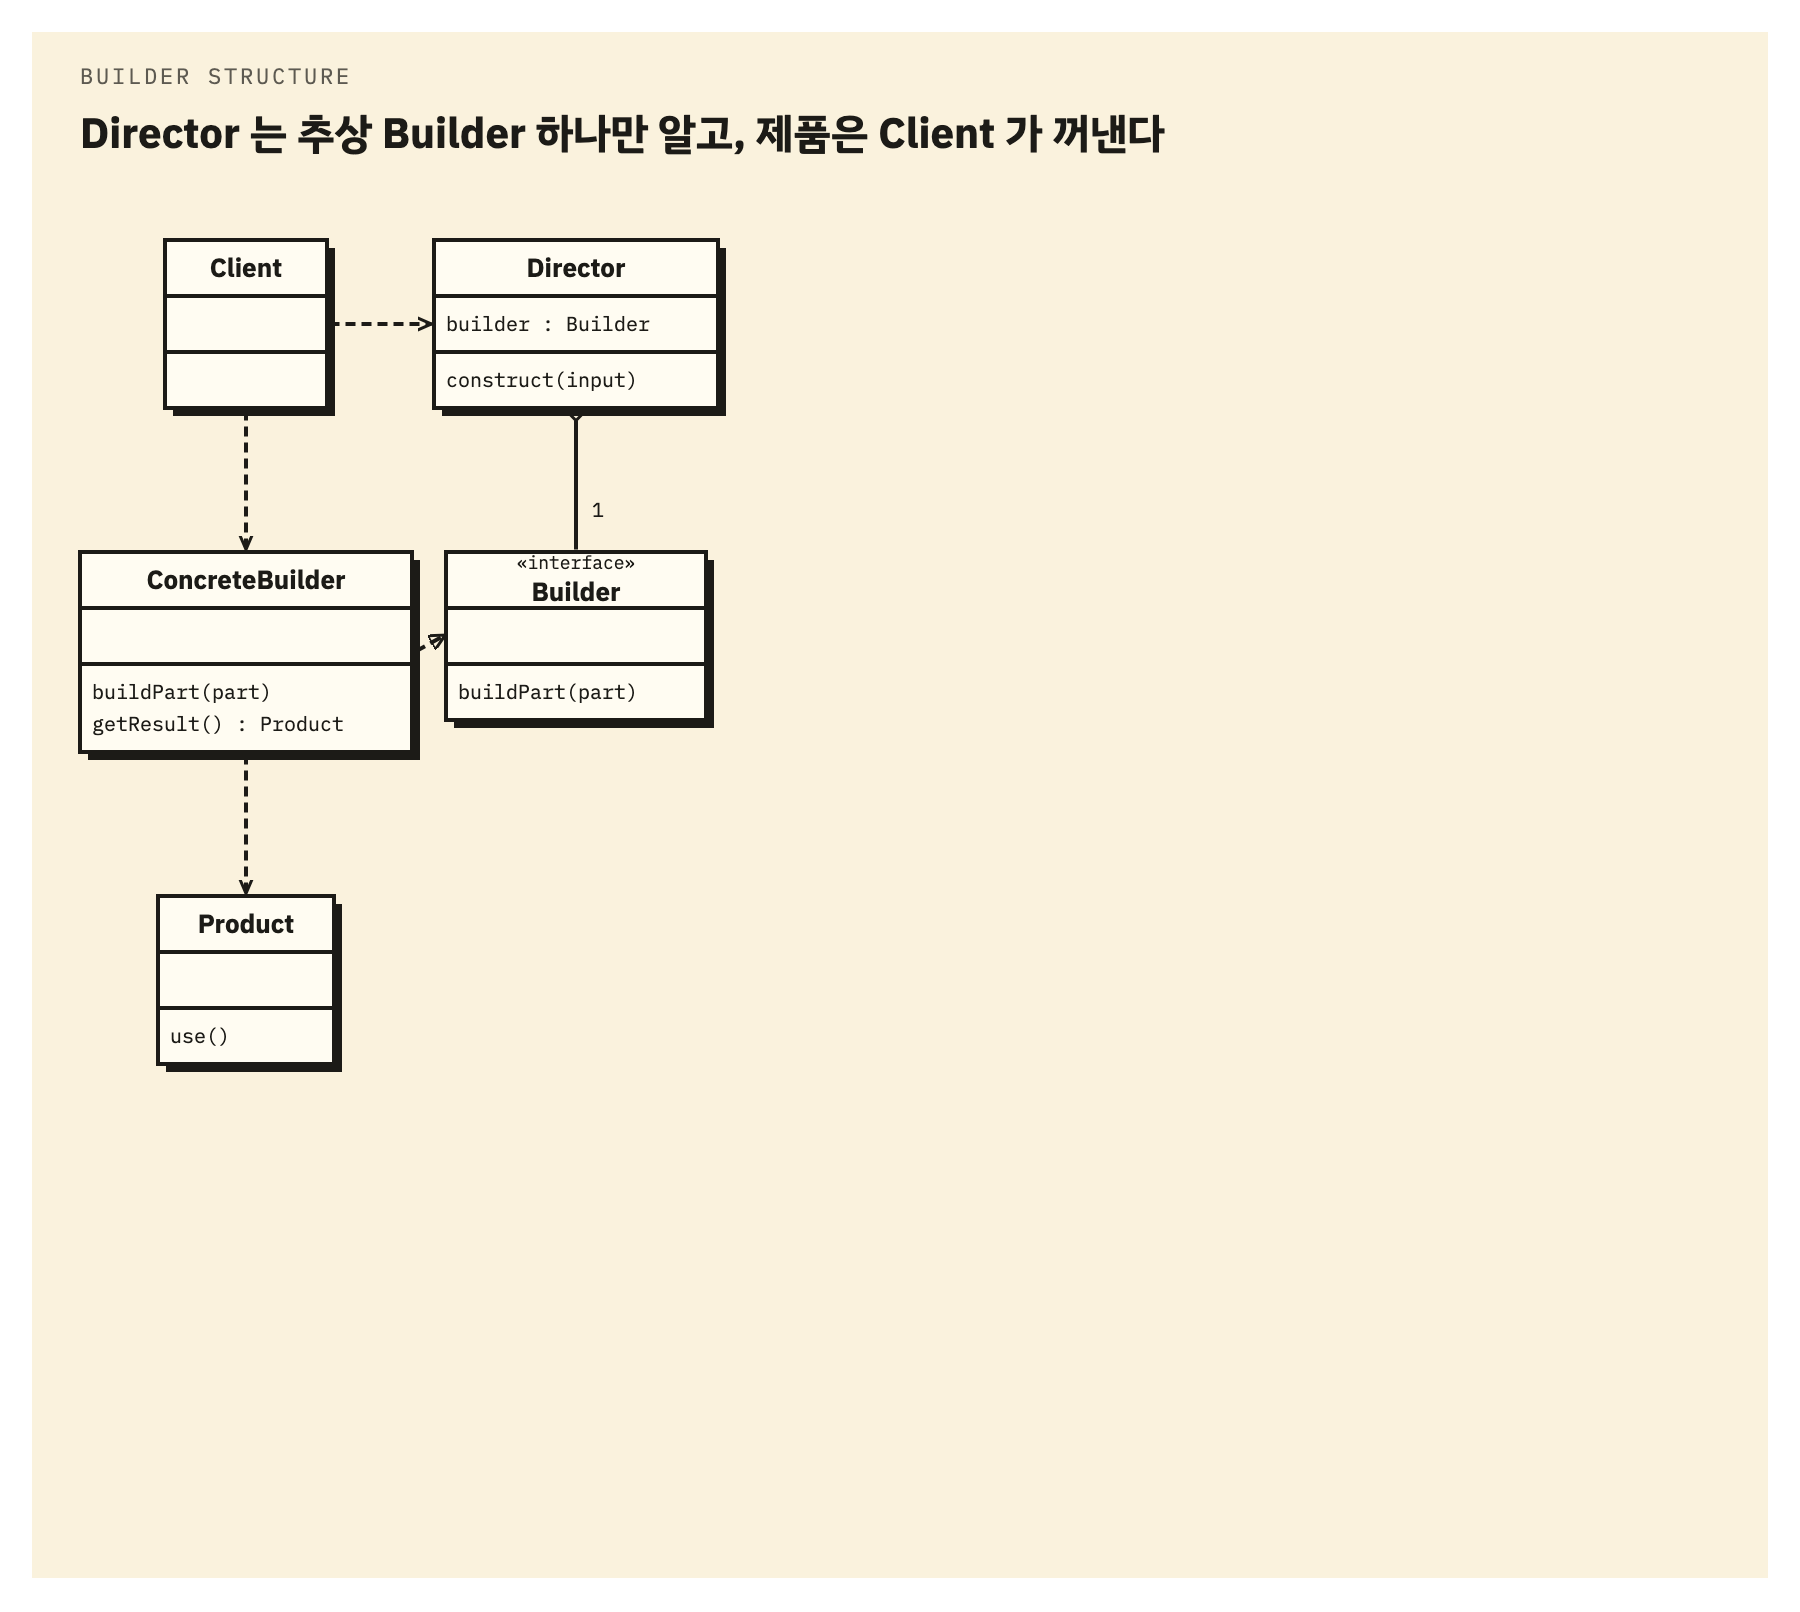 BUILDER STRUCTURE
Director 는 추상 Builder 하나만 알고, 제품은 Client 가 꺼낸다
Client
Director
builder : Builder
construct(input)
1
ConcreteBuilder
buildPart(part)
getResult() : Product
«interface»
Builder
buildPart(part)
Product
use()